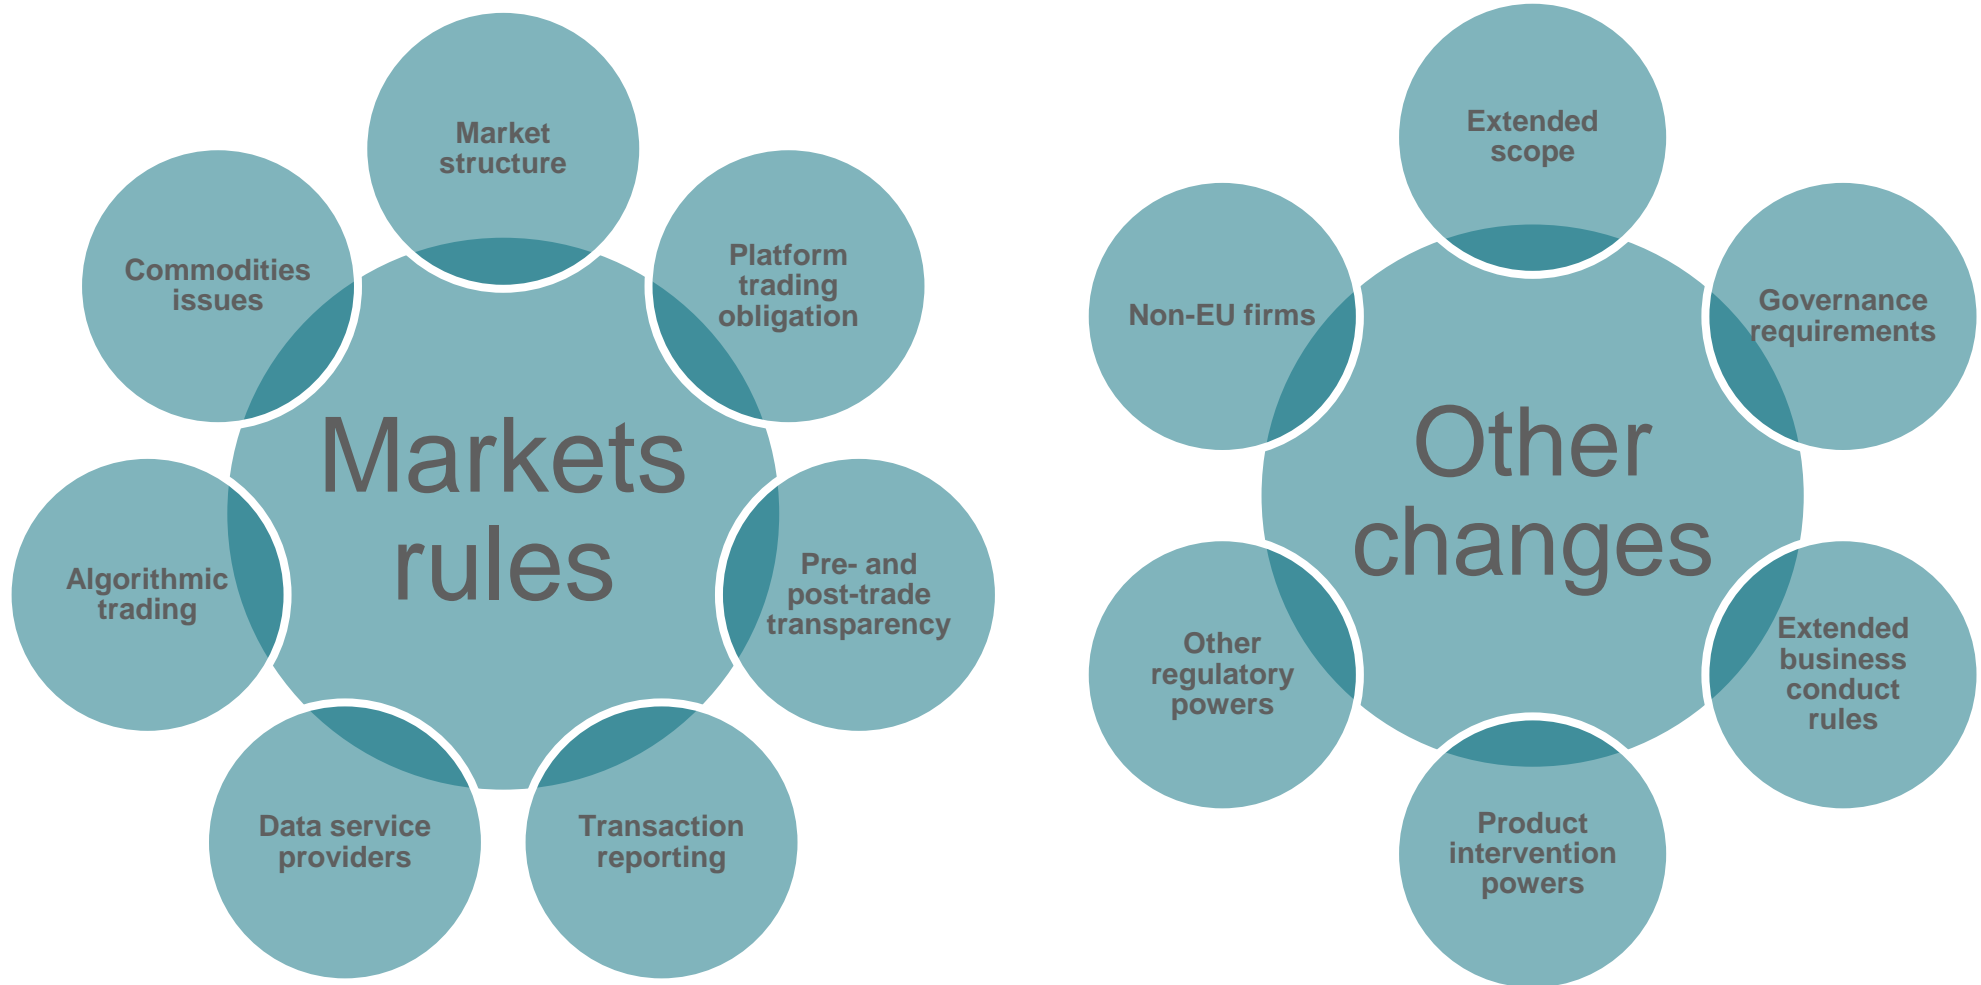 Market
structure
Platform
trading
obligation
Pre- and
post-trade
transparency
Transaction
reporting
Data service
providers
Algorithmic
trading
Commodities
issues
Markets
rules
Extended
scope
Governance
requirements
Extended
business
conduct
rules
Product
intervention
powers
Other
regulatory
powers
Non-EU firms
Other
changes